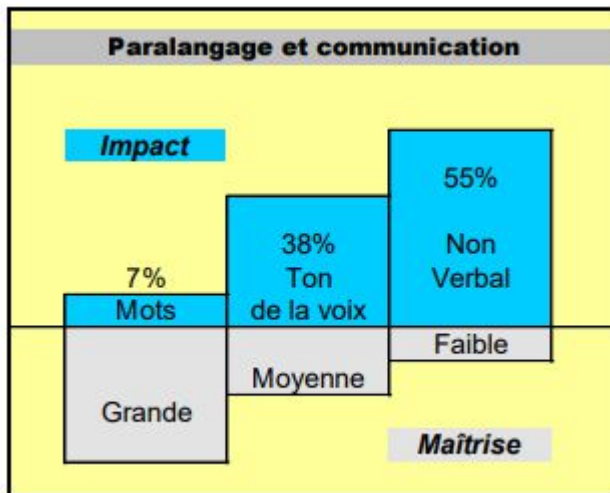 Paralangage et communication
Impact
55%
38%
Non
7%
Ton
Verbal
Mots
de la voix
Faible
Moyenne
Grande
Maîtrise